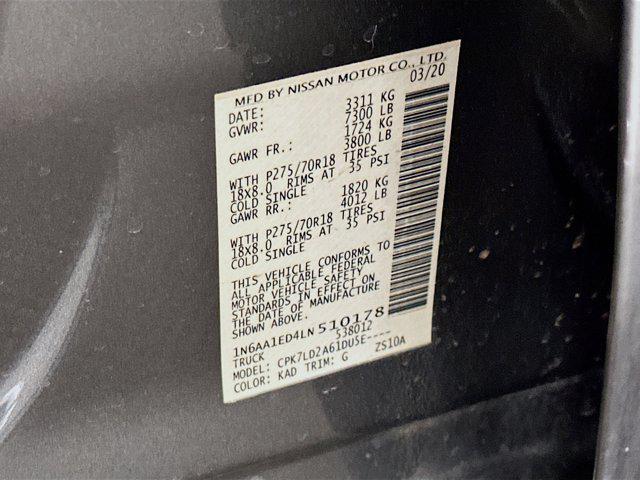 MFD BY NISSAN MOTOR CO., LTD.
DATE: 03/20
GVWR: 3311 KG
7300 LB
GAWR FR.: 1724 KG
3800 LB
WITH P275/70R18 TIRES
18X8.0 RIMS AT 35 PSI
COLD SINGLE
GAWR RR.: 1820 KG
4012 LB
WITH P275/70R18 TIRES
18X8.0 RIMS AT 35 PSI
COLD SINGLE
THIS VEHICLE CONFORMS TO
ALL APPLICABLE FEDERAL
MOTOR VEHICLE SAFETY
STANDARDS IN EFFECT ON
THE DATE OF MANUFACTURE
SHOWN ABOVE.
1N6AA1ED4LN510178
TRUCK 538012
MODEL: CPK7LD2A61DU5E----
COLOR: KAD TRIM: G ZS10A